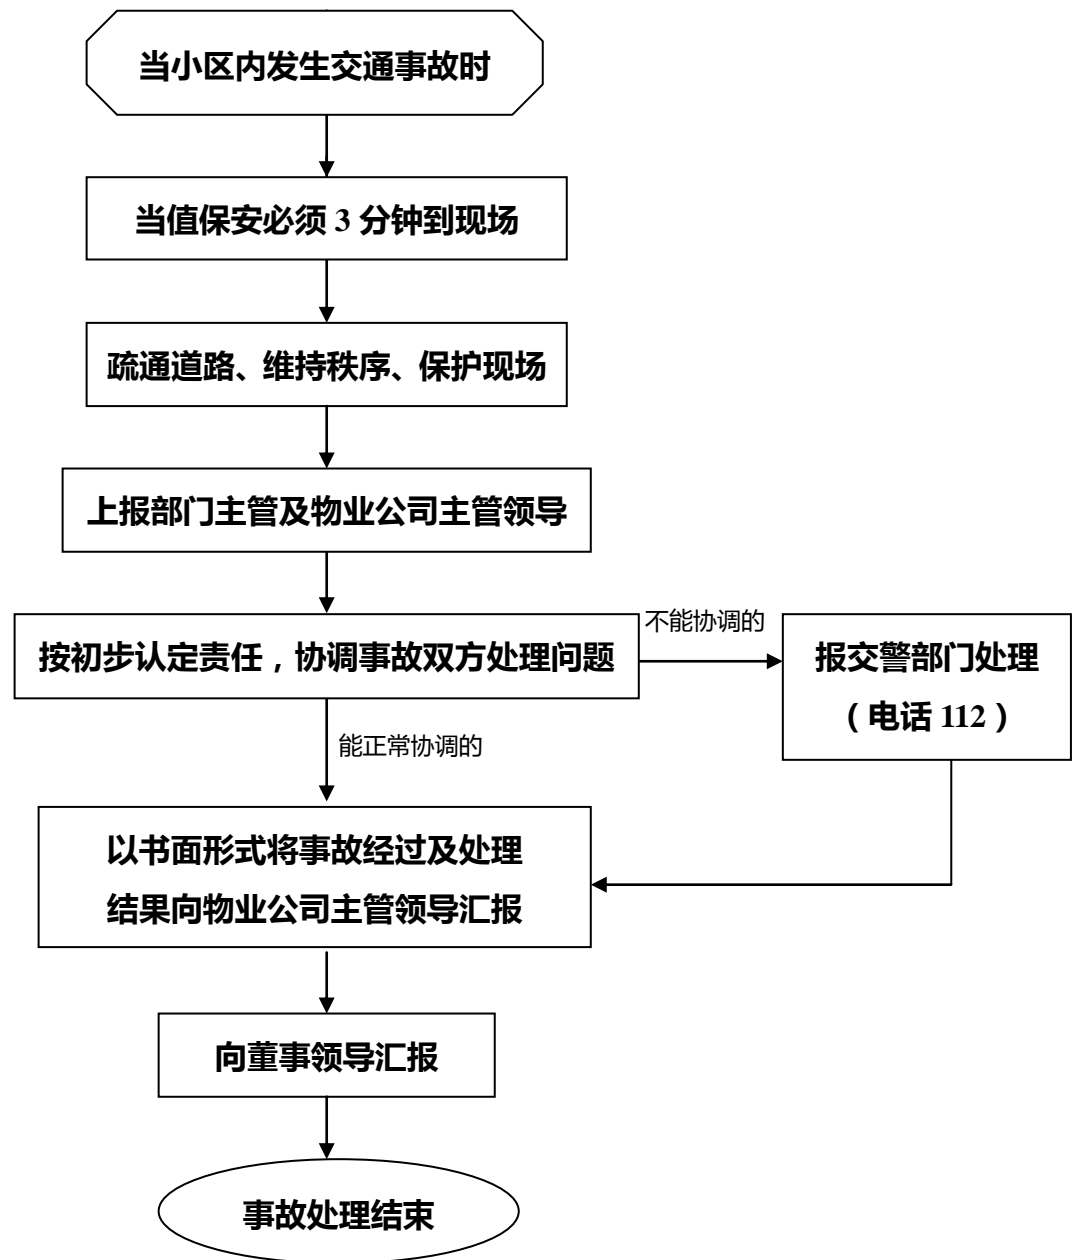 当小区内发生交通事故时
当值保安必须 3 分钟到现场
疏通道路、维持秩序、保护现场
上报部门主管及物业公司主管领导
按初步认定责任，协调事故双方处理问题
不能协调的
报交警部门处理
（电话 112）
能正常协调的
以书面形式将事故经过及处理
结果向物业公司主管领导汇报
向董事领导汇报
事故处理结束